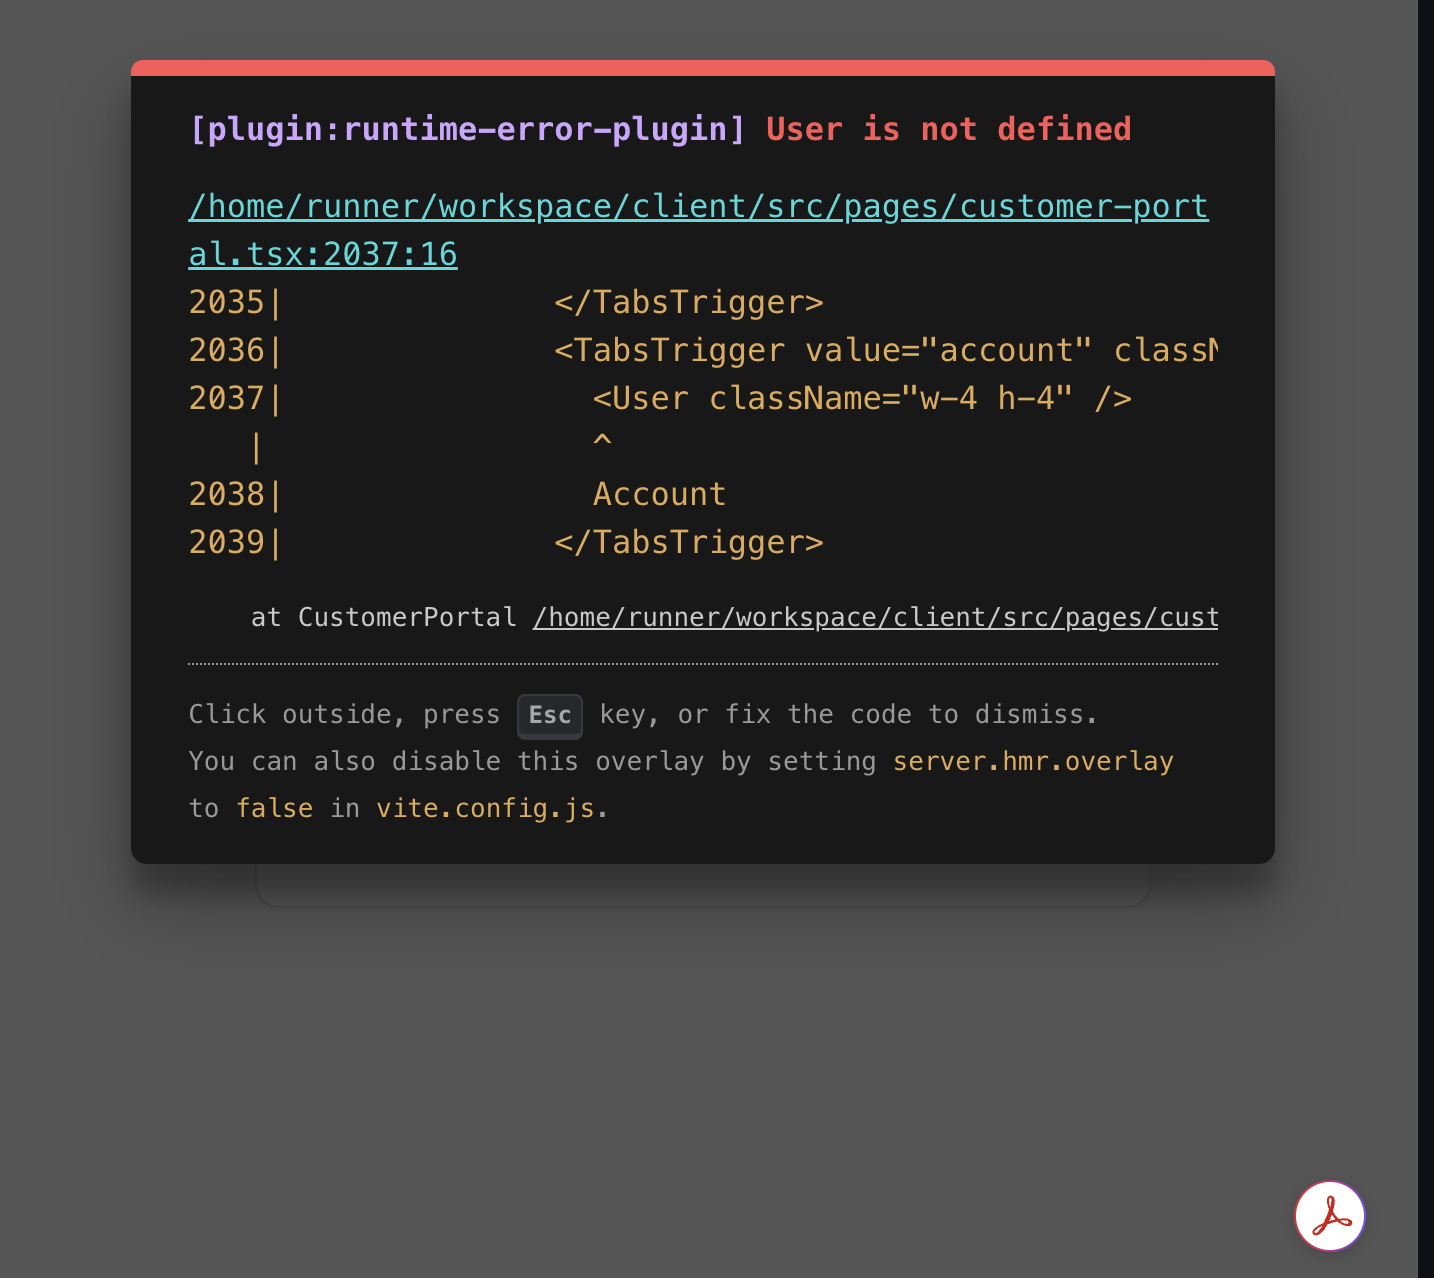 [plugin:runtime-error-plugin] User is not defined
/home/runner/workspace/client/src/pages/customer-port
al.tsx:2037:16
2035|              </TabsTrigger>
2036|              <TabsTrigger value="account" classN
2037|                <User className="w-4 h-4" />
   |                 ^
2038|                Account
2039|              </TabsTrigger>
    at CustomerPortal /home/runner/workspace/client/src/pages/cust
Click outside, press Esc key, or fix the code to dismiss.
You can also disable this overlay by setting server.hmr.overlay
to false in vite.config.js.